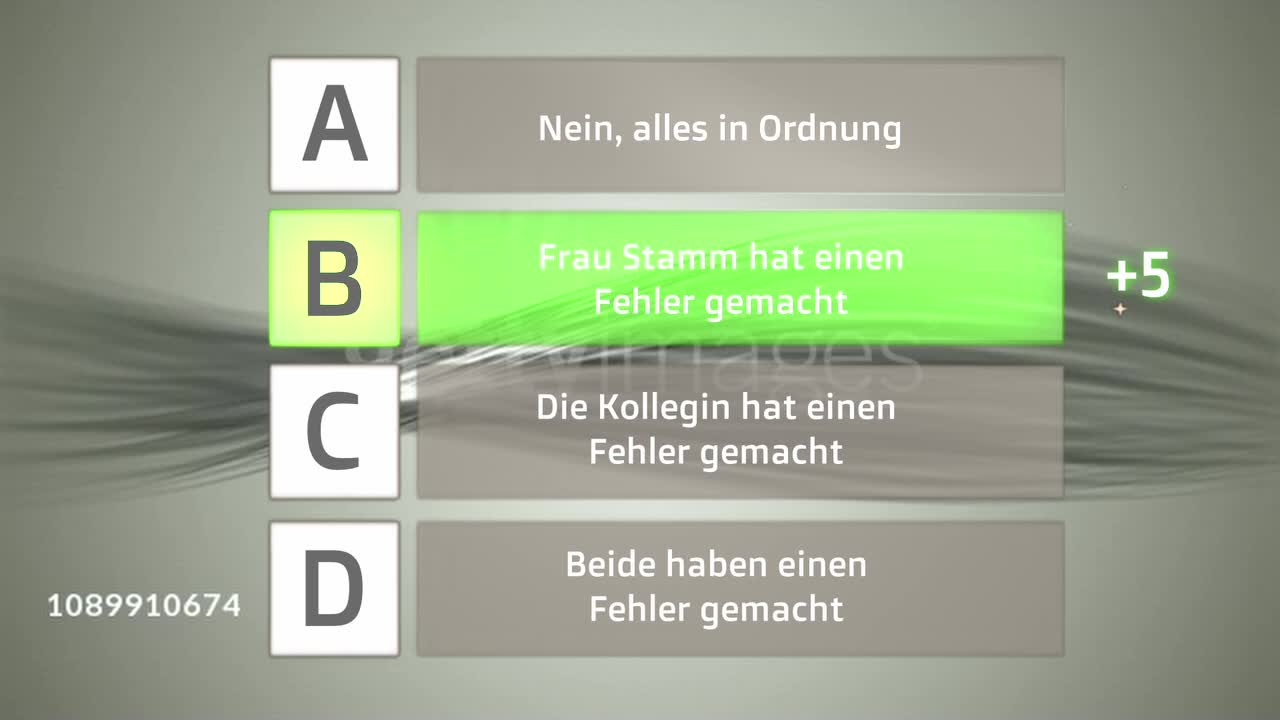 A
Nein, alles in Ordnung
B
Frau Stamm hat einen
Fehler gemacht
+5
gettyimages
C
Die Kollegin hat einen
Fehler gemacht
D
Beide haben einen
Fehler gemacht
1089910674